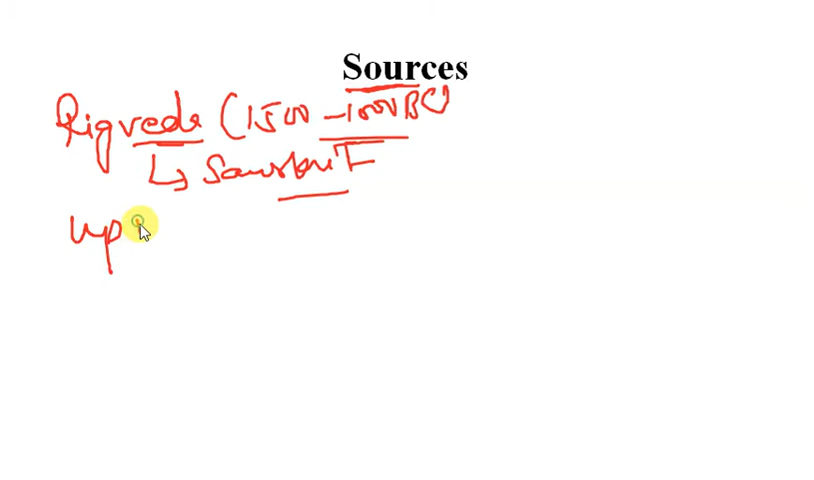 Sources
Rigveda (1500 - 1000 BC)
↳ Sanskrit
up